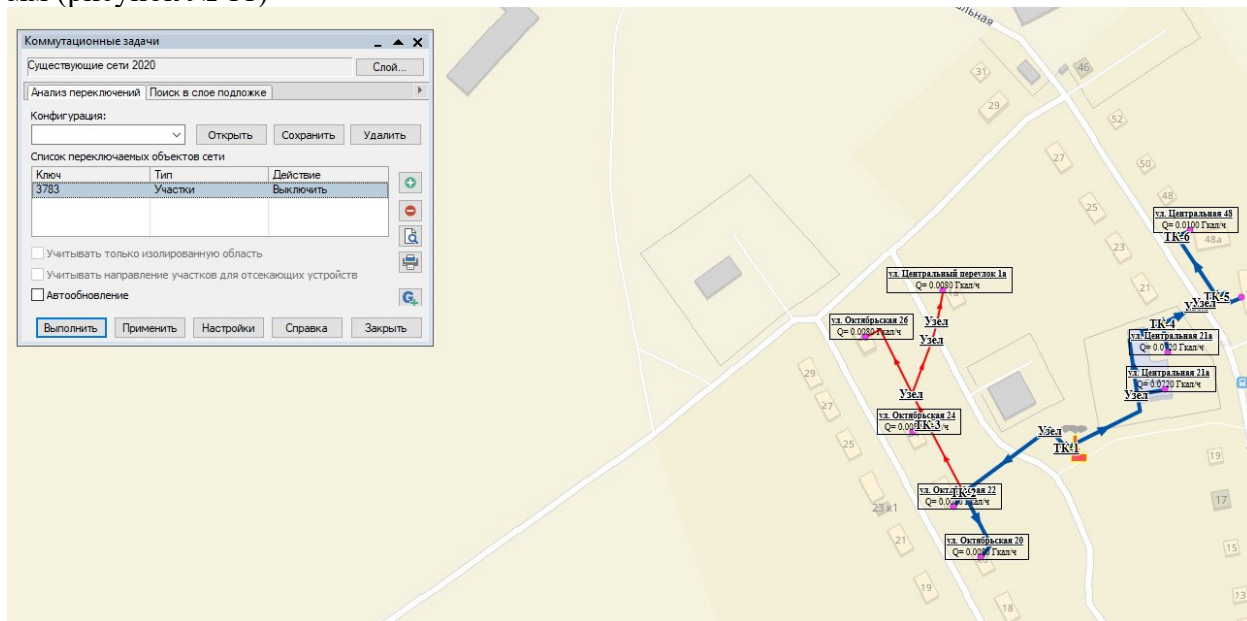 Коммутационные задачи
Существующие сети 2020
Слой...
Анализ переключений
Поиск в слое подложке
Конфигурация:
Открыть
Сохранить
Удалить
Список переключаемых объектов сети
Ключ
Тип
Действие
3783
Участки
Выключить
Учитывать только изолированную область
Учитывать направление участков для отсекающих устройств
Автообновление
Выполнить
Применить
Настройки
Справка
Закрыть
31
46
29
52
27
50
48
25
ул. Центральная 48
Q= 0.0100 Гкал/ч
ТК-6
48а
23
ул. Центральный переулок 1а
Q= 0.0080 Гкал/ч
21
ТК-5
Узел
ул. Октябрьская 26
Q= 0.0080 Гкал/ч
Узел
Узел
ТК-4
ул. Центральная 21а
ул. Центральная 21а
Q= 0.0720 Гкал/ч
Узел
29
Узел
27
ул. Октябрьская 24
ТК-3
Узел
ТК-1
25
19
ул. Октябрьская 22
ТК-2
23 к1
17
21
ул. Октябрьская 20
Q= 0.0080 Гкал/ч
15
19
18
13